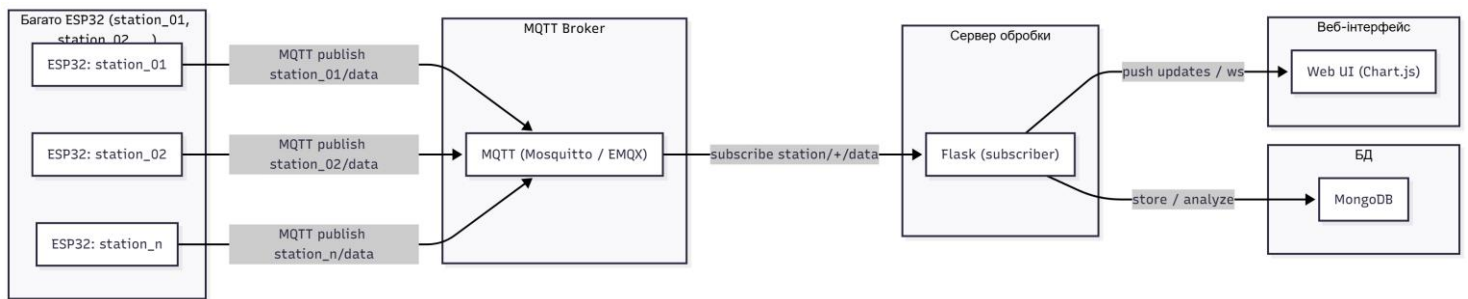 Багато ESP32 (station_01,
station_02 ...)
ESP32: station_01
ESP32: station_02
ESP32: station_n
MQTT publish
station_01/data
MQTT publish
station_02/data
MQTT publish
station_n/data
MQTT Broker
MQTT (Mosquitto / EMQX)
subscribe station/+/data
Сервер обробки
Flask (subscriber)
push updates / ws
store / analyze
Веб-інтерфейс
Web UI (Chart.js)
БД
MongoDB